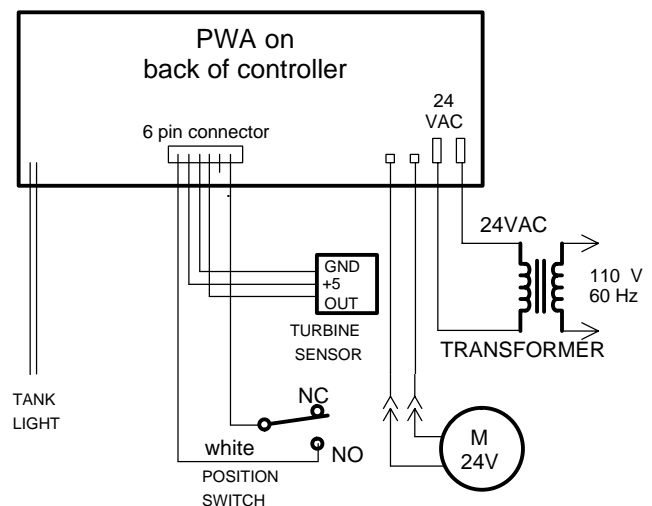 PWA on
back of controller
24
VAC
6 pin connector
24VAC
GND
+5
OUT
110 V
60 Hz
TURBINE
SENSOR
TRANSFORMER
TANK
LIGHT
NC
white
NO
POSITION
SWITCH
M
24V